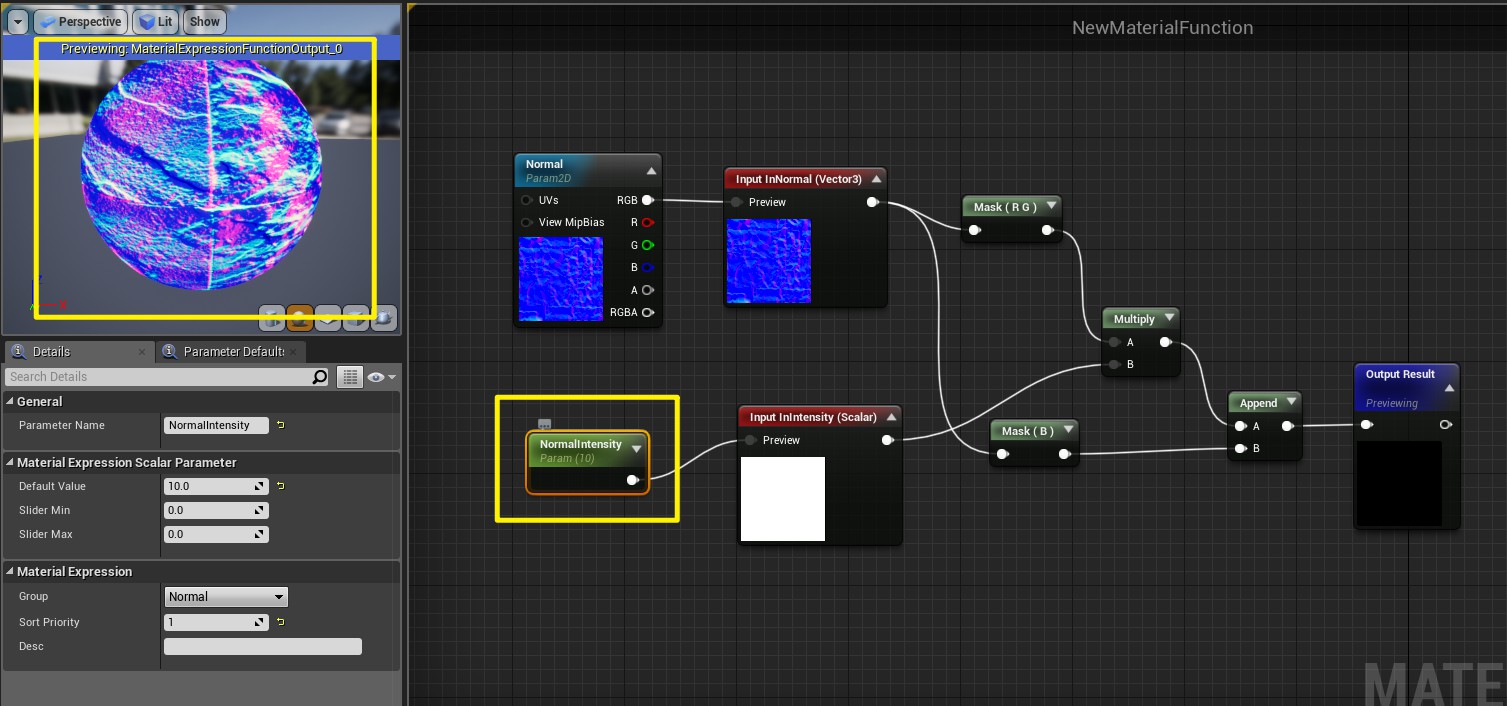 Perspective
Lit
Show
Previewing: MaterialExpressionFunctionOutput_0
Details
Parameter Defaults
Search Details
General
Parameter Name
NormalIntensity
Material Expression Scalar Parameter
Default Value
10.0
Slider Min
0.0
Slider Max
0.0
Material Expression
Group
Normal
Sort Priority
1
Desc
NewMaterialFunction
Normal
Param2D
UVs
RGB
View MipBias
R
G
B
A
RGBA
Input InNormal (Vector3)
Preview
Mask ( R G )
Multiply
A
B
NormalIntensity
Param (10)
Input InIntensity (Scalar)
Preview
Mask ( B )
Append
A
B
Output Result
Previewing
MATE